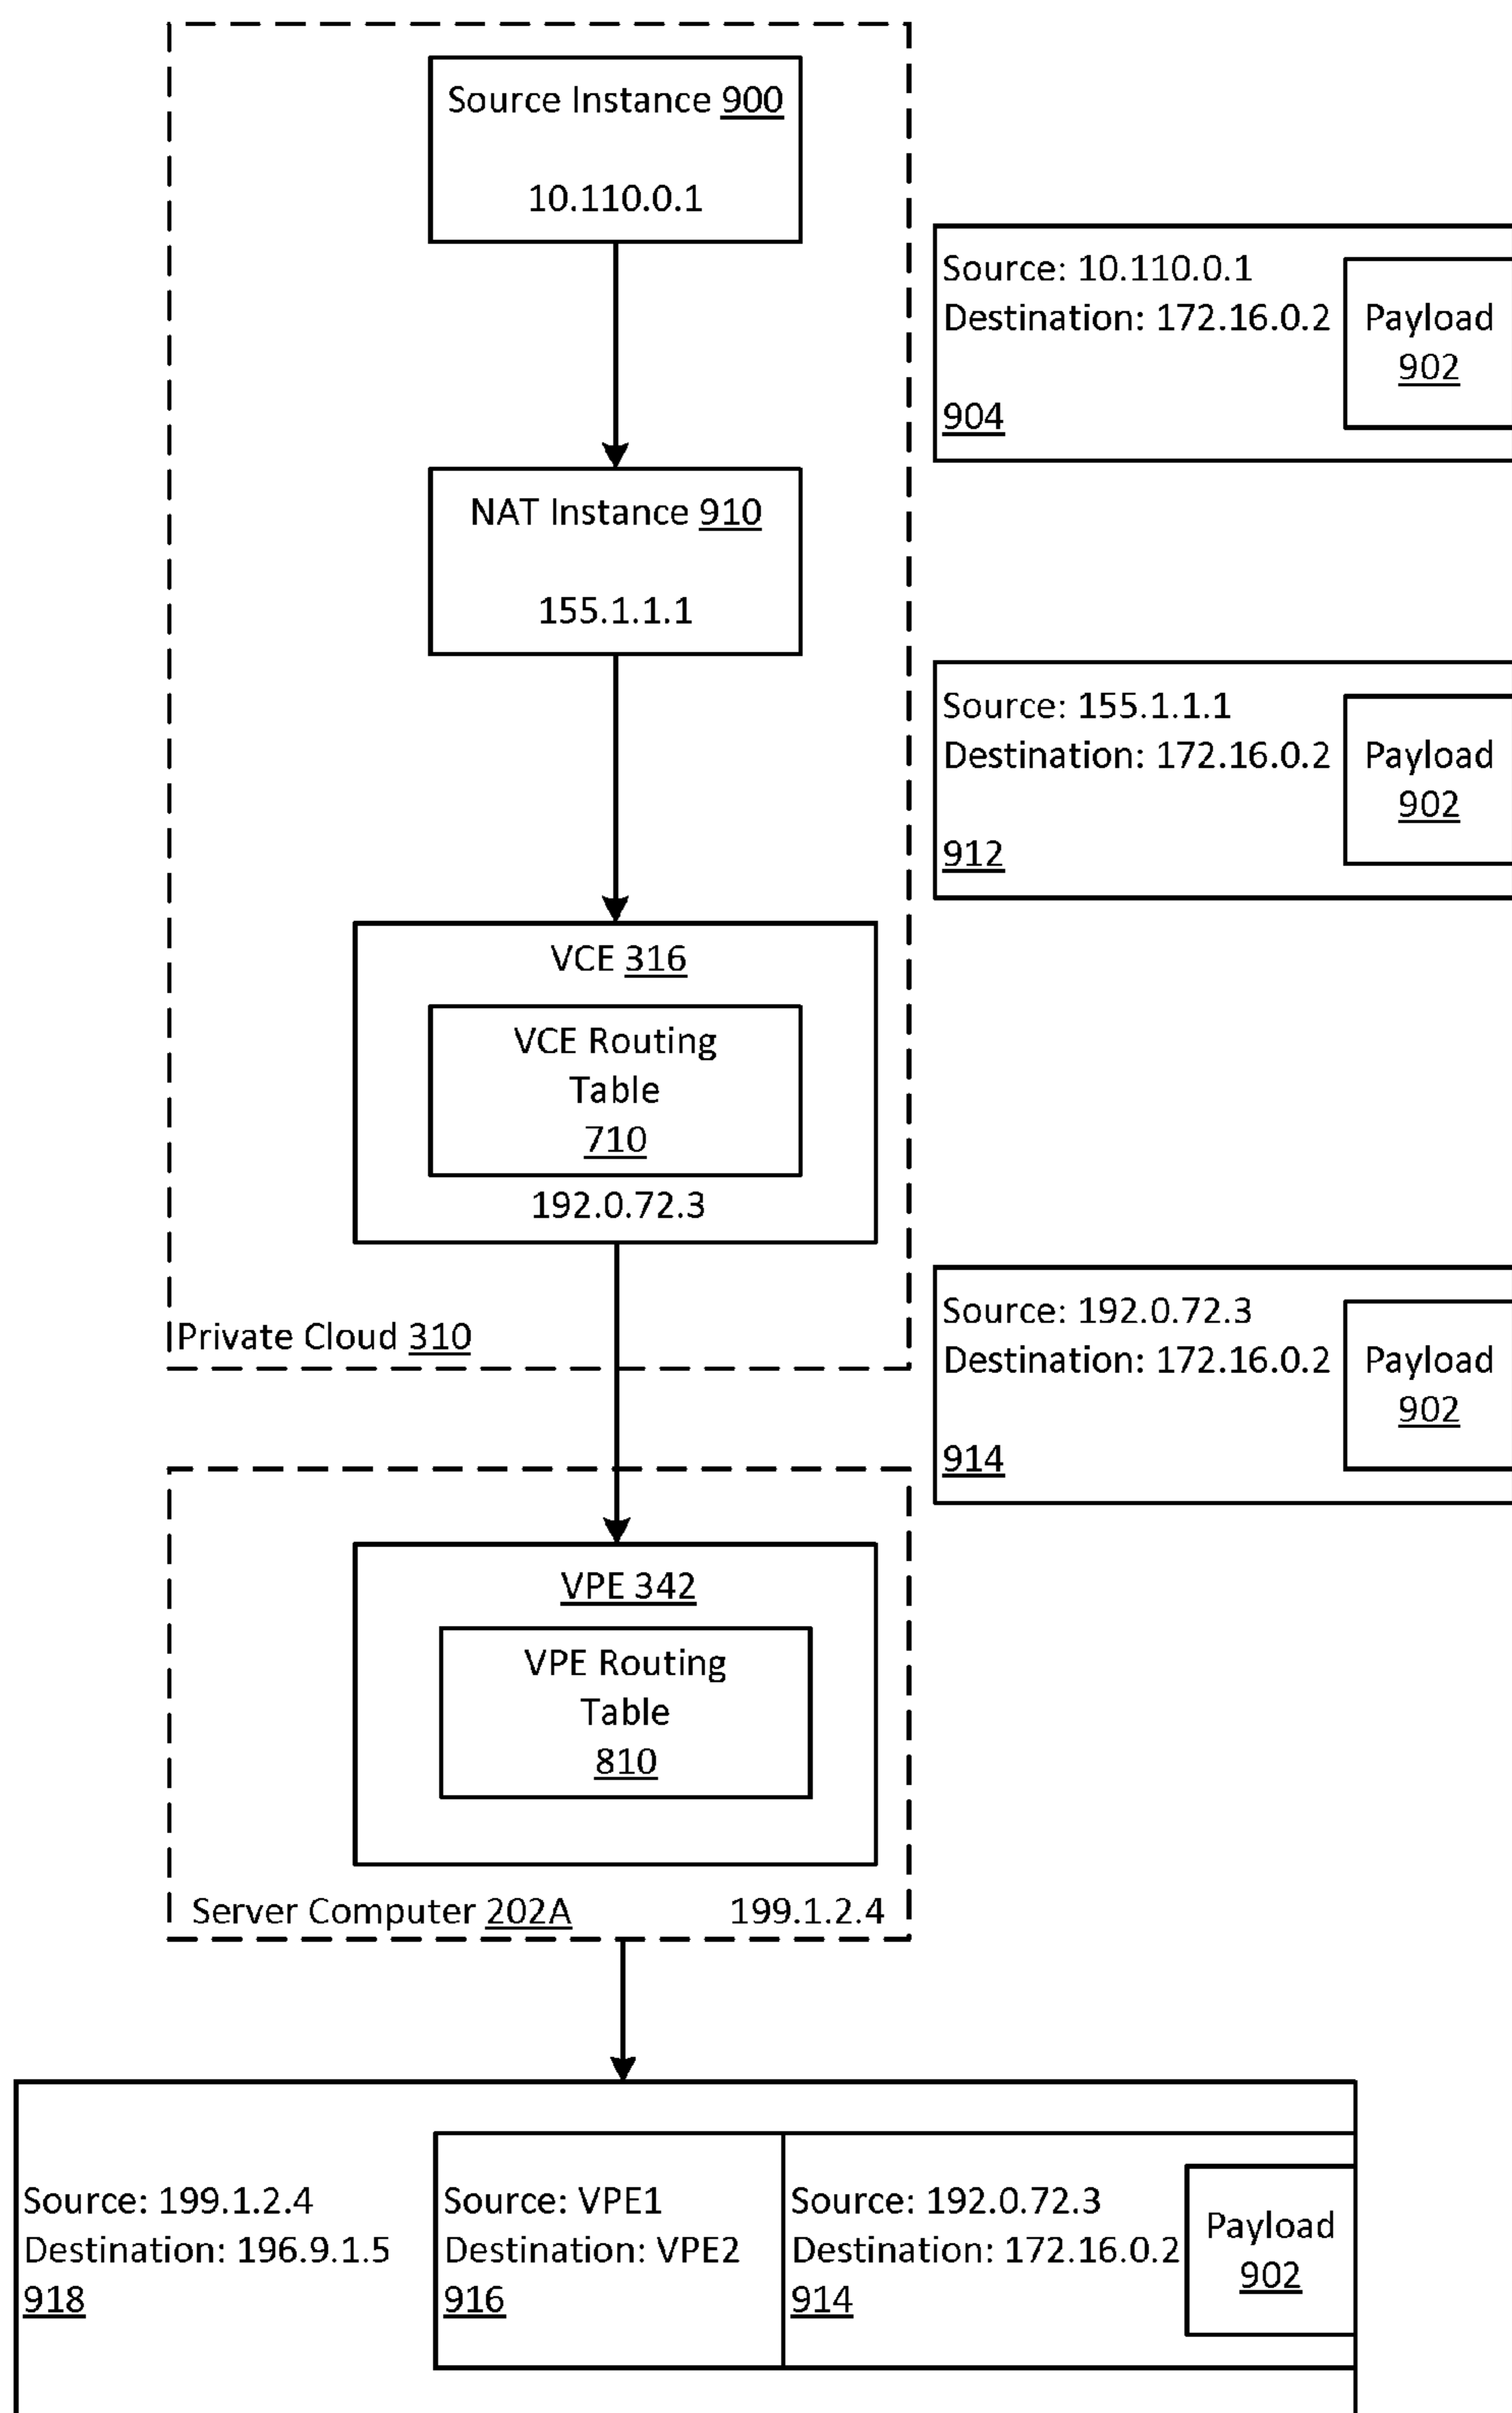 Source Instance 900
10.110.0.1
Source: 10.110.0.1
Destination: 172.16.0.2
904
Payload
902
NAT Instance 910
155.1.1.1
Source: 155.1.1.1
Destination: 172.16.0.2
912
Payload
902
VCE 316
VCE Routing
Table
710
192.0.72.3
Private Cloud 310
Source: 192.0.72.3
Destination: 172.16.0.2
914
Payload
902
VPE 342
VPE Routing
Table
810
Server Computer 202A
199.1.2.4
Source: 199.1.2.4
Destination: 196.9.1.5
918
Source: VPE1
Destination: VPE2
916
Source: 192.0.72.3
Destination: 172.16.0.2
914
Payload
902